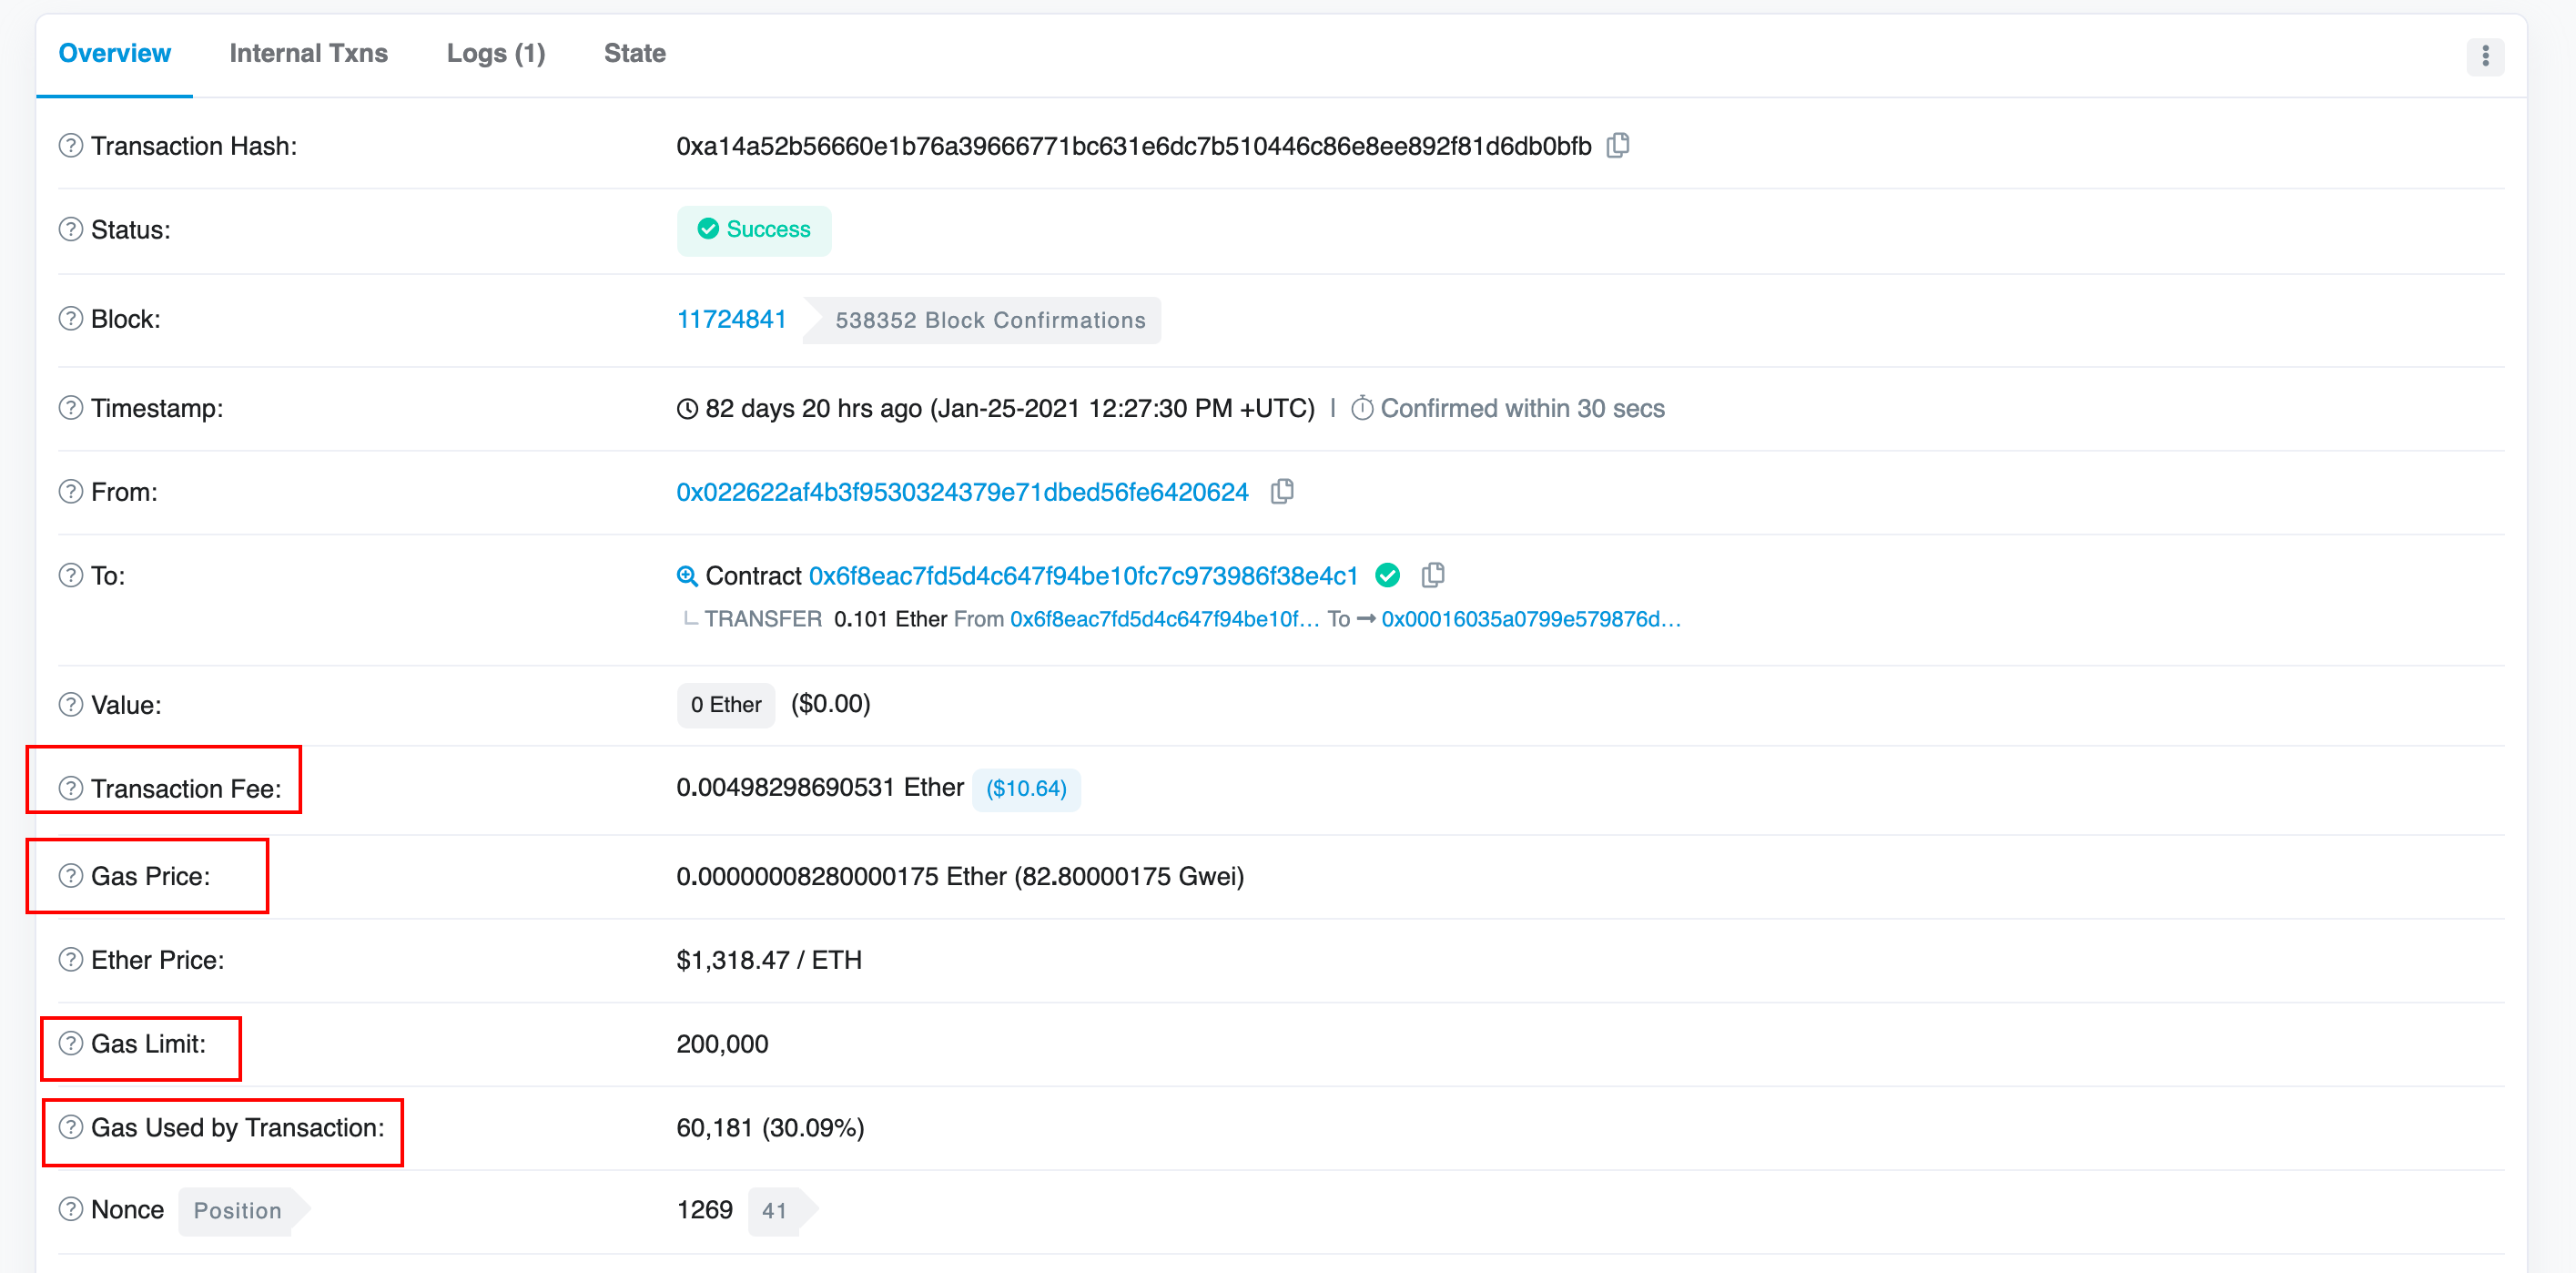 Overview Internal Txns Logs (1) State
Transaction Hash: 0xa14a52b56660e1b76a39666771bc631e6dc7b510446c86e8ee892f81d6db0bfb
Status: Success
Block: 11724841 538352 Block Confirmations
Timestamp: 82 days 20 hrs ago (Jan-25-2021 12:27:30 PM +UTC) | Confirmed within 30 secs
From: 0x022622af4b3f9530324379e71dbed56fe6420624
To: Contract 0x6f8eac7fd5d4c647f94be10fc7c973986f38e4c1
TRANSFER 0.101 Ether From 0x6f8eac7fd5d4c647f94be10f... To → 0x00016035a0799e579876d...
Value: 0 Ether ($0.00)
Transaction Fee: 0.00498298690531 Ether ($10.64)
Gas Price: 0.00000008280000175 Ether (82.80000175 Gwei)
Ether Price: $1,318.47 / ETH
Gas Limit: 200,000
Gas Used by Transaction: 60,181 (30.09%)
Nonce Position 1269 41